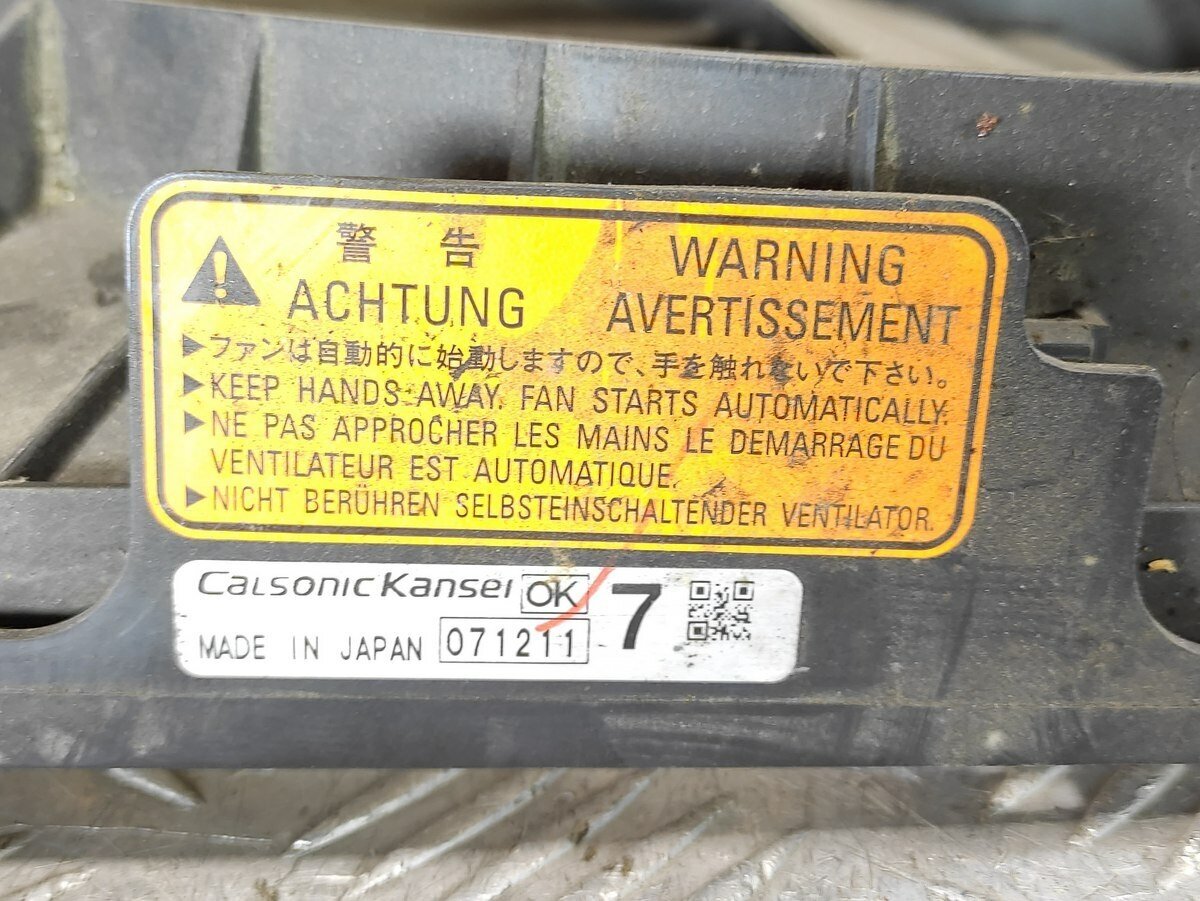 警告
WARNING
ACHTUNG
AVERTISSEMENT
▶ファンは自動的に始動しますので、手を触れないで下さい。
▶KEEP HANDS AWAY. FAN STARTS AUTOMATICALLY.
▶NE PAS APPROCHER LES MAINS LE DEMARRAGE DU
VENTILATEUR EST AUTOMATIQUE.
▶NICHT BERÜHREN SELBSTEINSCHALTENDER VENTILATOR.
CalsonicKansei OK 7
MADE IN JAPAN 071211